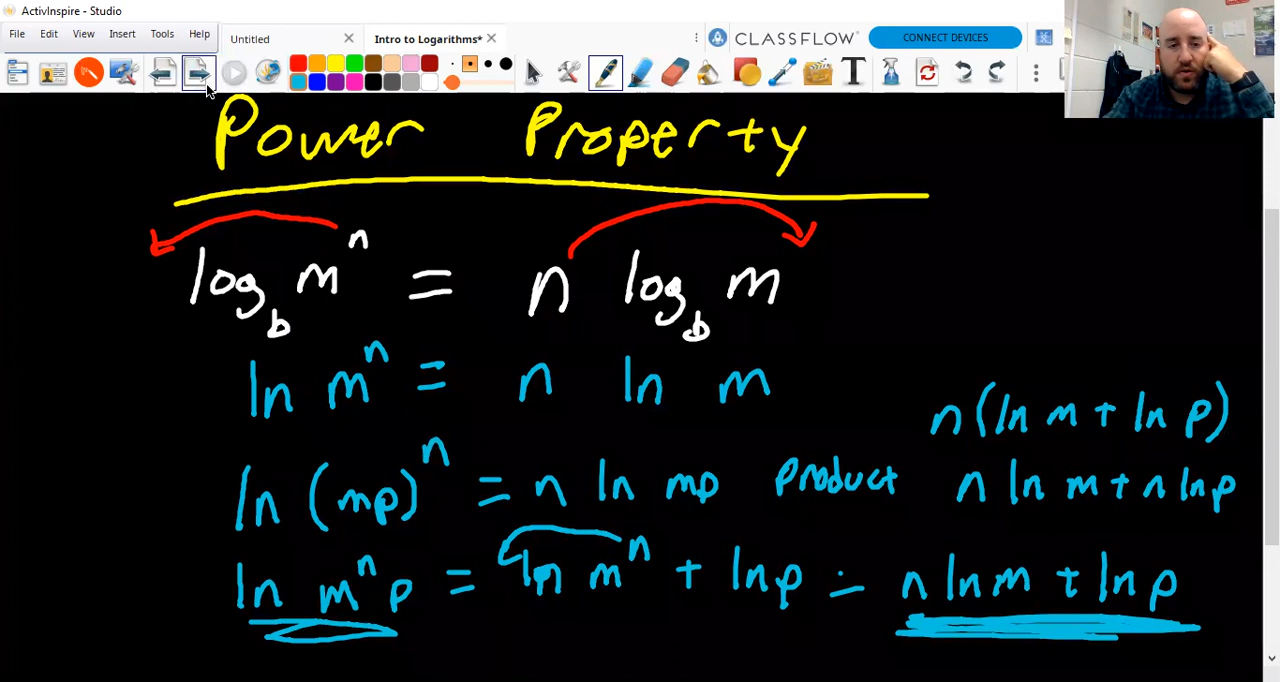 ActivInspire - Studio
File Edit View Insert Tools Help
Untitled
Intro to Logarithms*
CLASSFLOW
CONNECT DEVICES
T
Power Property
log_b m^n = n log_b m
ln m^n = n ln m
n(ln m + ln p)
ln (mp)^n = n ln mp product n ln m + n ln p
ln m^n p = ln m^n + ln p = n ln m + ln p